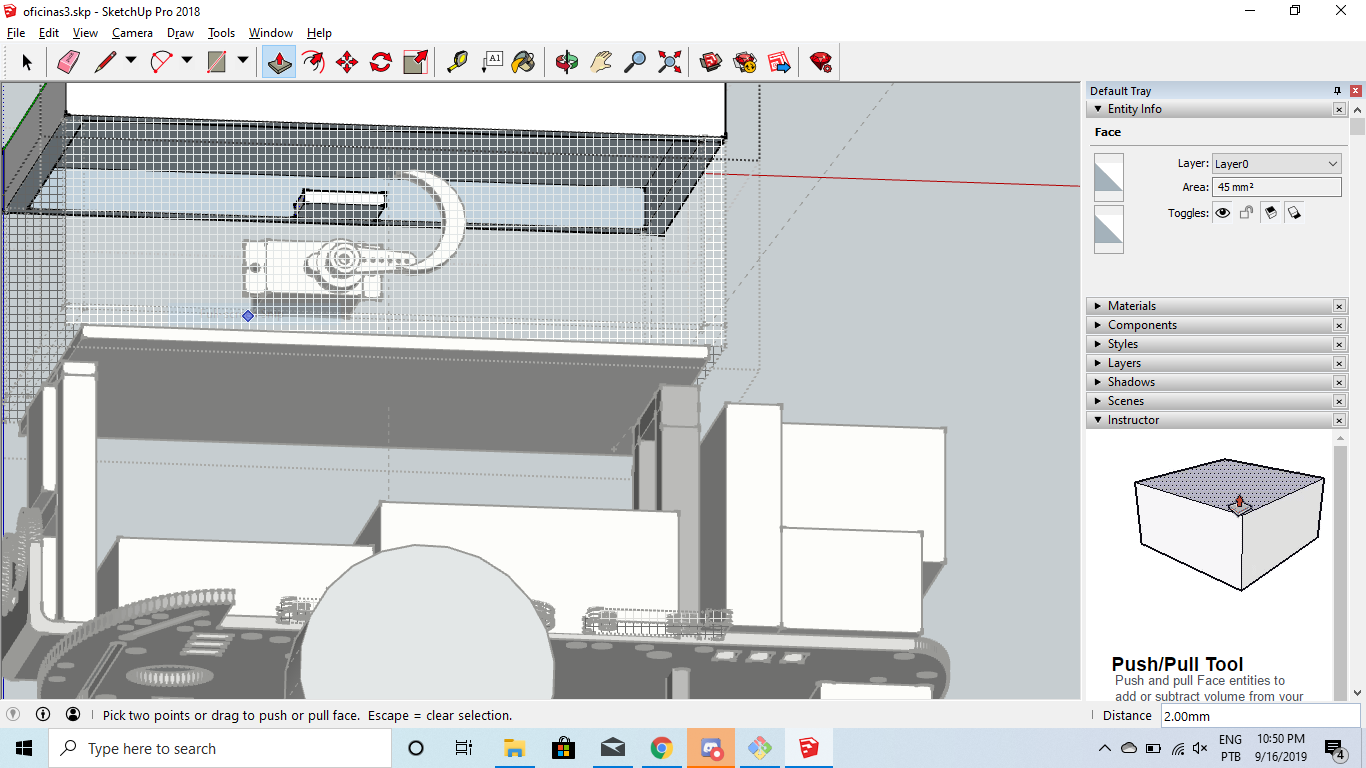 oficinas3.skp - SketchUp Pro 2018
File Edit View Camera Draw Tools Window Help
A1
Default Tray
Entity Info
Face
Layer: Layer0
Area: 45 mm²
Toggles:
Materials
Components
Styles
Layers
Shadows
Scenes
Instructor
Push/Pull Tool
Push and pull Face entities to
add or subtract volume from your
Pick two points or drag to push or pull face. Escape = clear selection.
Distance 2.00mm
Type here to search
ENG 10:50 PM
PTB 9/16/2019
4